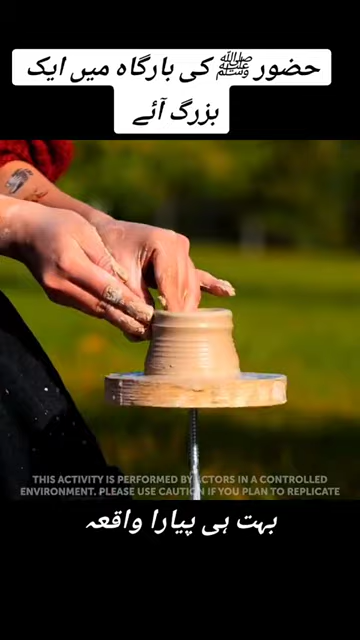 حضور ﷺ کی بارگاہ میں ایک
بزرگ آئے
THIS ACTIVITY IS PERFORMED BY ACTORS IN A CONTROLLED
ENVIRONMENT. PLEASE USE CAUTION IF YOU PLAN TO REPLICATE
بہت ہی پیارا واقعہ